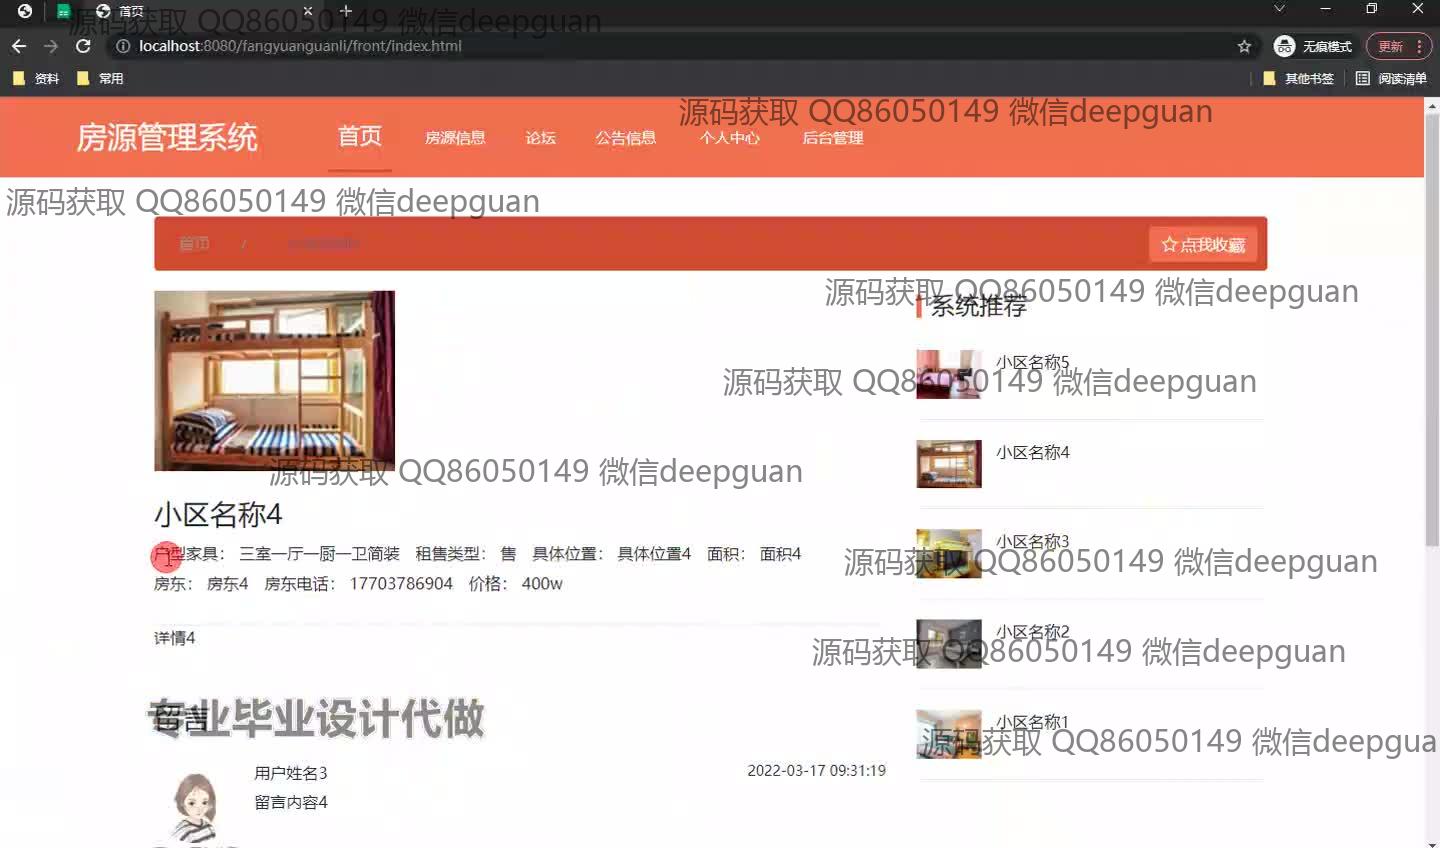 首页
源码获取 QQ86050149 微信deepguan
localhost:8080/fangyuanguanli/front/index.html
无痕模式
更新
资料
常用
其他书签
阅读清单
源码获取 QQ86050149 微信deepguan
房源管理系统
首页
房源信息
论坛
公告信息
个人中心
后台管理
源码获取 QQ86050149 微信deepguan
首页 /
点我收藏
源码获取 QQ86050149 微信deepguan
系统推荐
小区名称5
源码获取 QQ86050149 微信deepguan
小区名称4
源码获取 QQ86050149 微信deepguan
小区名称4
户型家具： 三室一厅一厨一卫简装 租售类型： 售 具体位置： 具体位置4 面积： 面积4
小区名称3
源码获取 QQ86050149 微信deepguan
房东： 房东4 房东电话： 17703786904 价格： 400w
详情4
小区名称2
源码获取 QQ86050149 微信deepguan
留言
专业毕业设计代做
小区名称1
源码获取 QQ86050149 微信deepgua
用户姓名3
2022-03-17 09:31:19
留言内容4